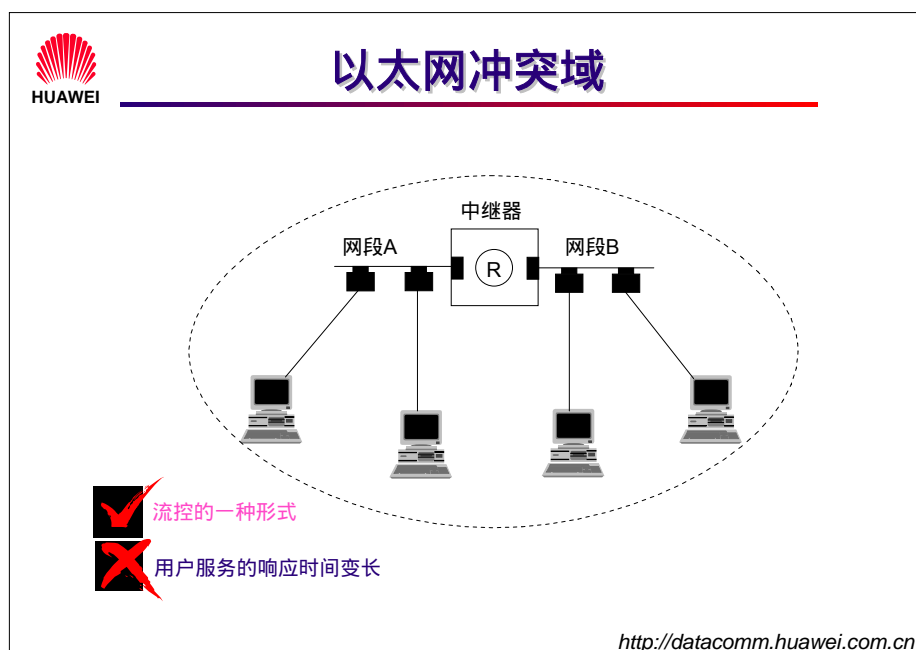 以太网冲突域
HUAWEI
中继器
网段A
网段B
R
流控的一种形式
用户服务的响应时间变长
http://datacomm.huawei.com.cn